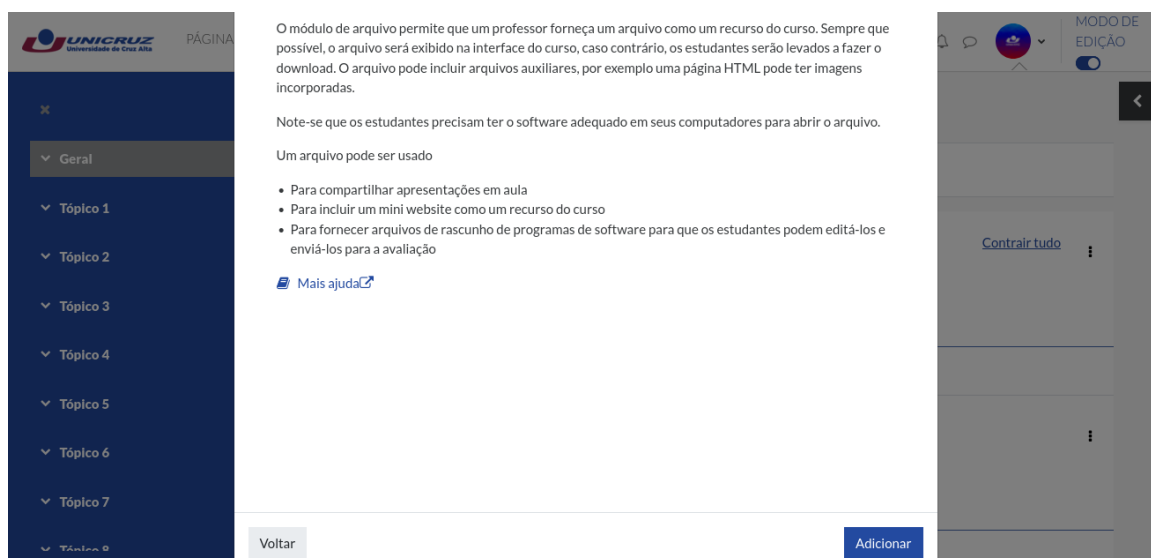 UNICRUZ
Universidade de Cruz Alta
PÁGINA
MODO DE
EDIÇÃO
Geral
Tópico 1
Tópico 2
Tópico 3
Tópico 4
Tópico 5
Tópico 6
Tópico 7
Tópico 8
O módulo de arquivo permite que um professor forneça um arquivo como um recurso do curso. Sempre que
possível, o arquivo será exibido na interface do curso, caso contrário, os estudantes serão levados a fazer o
download. O arquivo pode incluir arquivos auxiliares, por exemplo uma página HTML pode ter imagens
incorporadas.
Note-se que os estudantes precisam ter o software adequado em seus computadores para abrir o arquivo.
Um arquivo pode ser usado
• Para compartilhar apresentações em aula
• Para incluir um mini website como um recurso do curso
• Para fornecer arquivos de rascunho de programas de software para que os estudantes podem editá-los e
enviá-los para a avaliação
Mais ajuda
Contrair tudo
Voltar
Adicionar